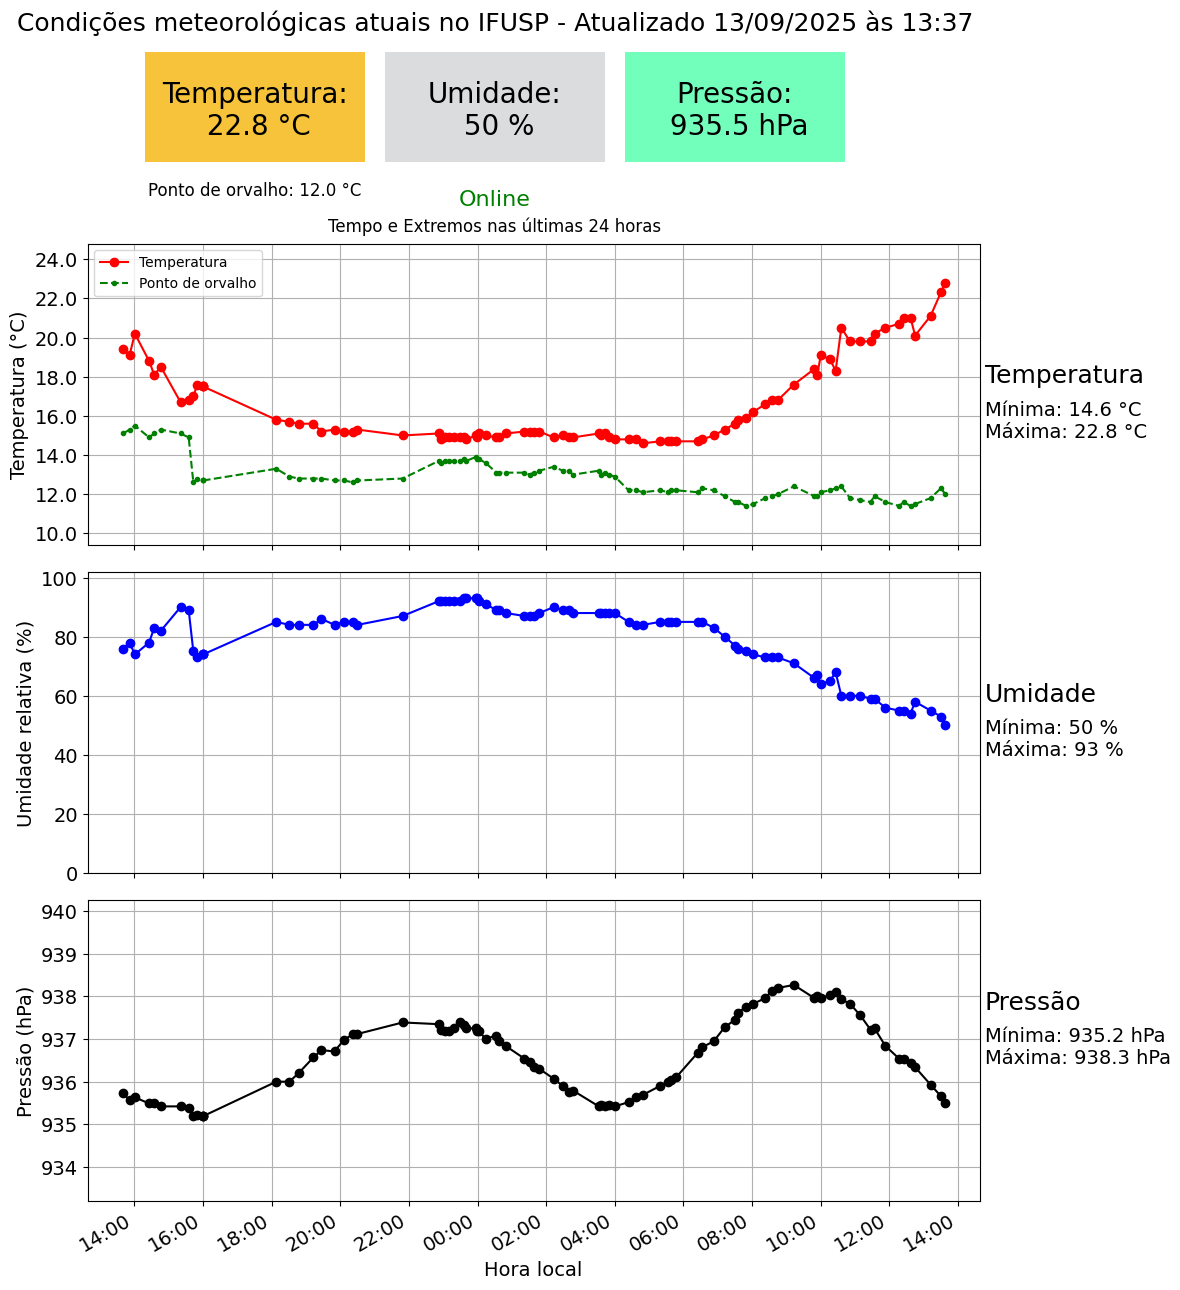 Condições meteorológicas atuais no IFUSP - Atualizado 13/09/2025 às 13:37
Temperatura:
22.8 °C
Umidade:
50 %
Pressão:
935.5 hPa
Ponto de orvalho: 12.0 °C
Online
Tempo e Extremos nas últimas 24 horas
Temperatura (°C)
24.0
22.0
20.0
18.0
16.0
14.0
12.0
10.0
Temperatura
Ponto de orvalho
Temperatura
Mínima: 14.6 °C
Máxima: 22.8 °C
Umidade relativa (%)
100
80
60
40
20
0
Umidade
Mínima: 50 %
Máxima: 93 %
Pressão (hPa)
940
939
938
937
936
935
934
Pressão
Mínima: 935.2 hPa
Máxima: 938.3 hPa
14:00 16:00 18:00 20:00 22:00 00:00 02:00 04:00 06:00 08:00 10:00 12:00 14:00
Hora local